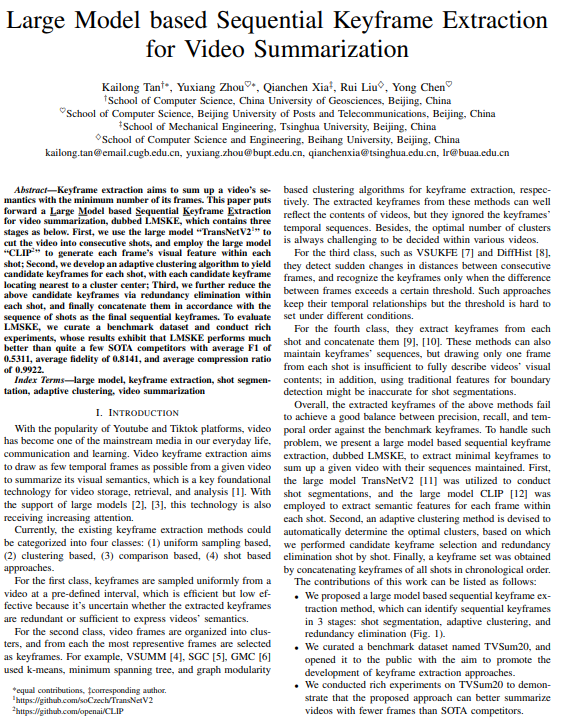 Large Model based Sequential Keyframe Extraction
for Video Summarization
Kailong Tan†*, Yuxiang Zhou♡*, Qianchen Xia‡, Rui Liu♢, Yong Chen♡
†School of Computer Science, China University of Geosciences, Beijing, China
♡School of Computer Science, Beijing University of Posts and Telecommunications, Beijing, China
‡School of Mechanical Engineering, Tsinghua University, Beijing, China
♢School of Computer Science and Engineering, Beihang University, Beijing, China
kailong.tan@email.cugb.edu.cn, yuxiang.zhou@bupt.edu.cn, qianchenxia@tsinghua.edu.cn, lr@buaa.edu.cn
Abstract—Keyframe extraction aims to sum up a video's se-
mantics with the minimum number of its frames. This paper puts
forward a Large Model based Sequential Keyframe Extraction
for video summarization, dubbed LMSKE, which contains three
stages as below. First, we use the large model "TransNetV2¹" to
cut the video into consecutive shots, and employ the large model
"CLIP²" to generate each frame's visual feature within each
shot; Second, we develop an adaptive clustering algorithm to yield
candidate keyframes for each shot, with each candidate keyframe
locating nearest to a cluster center; Third, we further reduce the
above candidate keyframes via redundancy elimination within
each shot, and finally concatenate them in accordance with the
sequence of shots as the final sequential keyframes. To evaluate
LMSKE, we curate a benchmark dataset and conduct rich
experiments, whose results exhibit that LMSKE performs much
better than quite a few SOTA competitors with average F1 of
0.5311, average fidelity of 0.8141, and average compression ratio
of 0.9922.
Index Terms—large model, keyframe extraction, shot segmen-
tation, adaptive clustering, video summarization
I. INTRODUCTION
With the popularity of Youtube and Tiktok platforms, video
has become one of the mainstream media in our everyday life,
communication and learning. Video keyframe extraction aims
to draw as few temporal frames as possible from a given video
to summarize its visual semantics, which is a key foundational
technology for video storage, retrieval, and analysis [1]. With
the support of large models [2], [3], this technology is also
receiving increasing attention.
Currently, the existing keyframe extraction methods could
be categorized into four classes: (1) uniform sampling based,
(2) clustering based, (3) comparison based, (4) shot based
approaches.
For the first class, keyframes are sampled uniformly from a
video at a pre-defined interval, which is efficient but low ef-
fective because it's uncertain whether the extracted keyframes
are redundant or sufficient to express videos' semantics.
For the second class, video frames are organized into clus-
ters, and from each the most representive frames are selected
as keyframes. For example, VSUMM [4], SGC [5], GMC [6]
used k-means, minimum spanning tree, and graph modularity
*equal contributions, ‡corresponding author.
¹https://github.com/soCzech/TransNetV2
²https://github.com/openai/CLIP
based clustering algorithms for keyframe extraction, respec-
tively. The extracted keyframes from these methods can well
reflect the contents of videos, but they ignored the keyframes'
temporal sequences. Besides, the optimal number of clusters
is always challenging to be decided within various videos.
For the third class, such as VSUKFE [7] and DiffHist [8],
they detect sudden changes in distances between consecutive
frames, and recognize the keyframes only when the difference
between frames exceeds a certain threshold. Such approaches
keep their temporal relationships but the threshold is hard to
set under different conditions.
For the fourth class, they extract keyframes from each
shot and concatenate them [9], [10]. These methods can also
maintain keyframes' sequences, but drawing only one frame
from each shot is insufficient to fully describe videos' visual
contents; in addition, using traditional features for boundary
detection might be inaccurate for shot segmentations.
Overall, the extracted keyframes of the above methods fail
to achieve a good balance between precision, recall, and tem-
poral order against the benchmark keyframes. To handle such
problem, we present a large model based sequential keyframe
extraction, dubbed LMSKE, to extract minimal keyframes to
sum up a given video with their sequences maintained. First,
the large model TransNetV2 [11] was utilized to conduct
shot segmentations, and the large model CLIP [12] was
employed to extract semantic features for each frame within
each shot. Second, an adaptive clustering method is devised to
automatically determine the optimal clusters, based on which
we performed candidate keyframe selection and redundancy
elimination shot by shot. Finally, a keyframe set was obtained
by concatenating keyframes of all shots in chronological order.
The contributions of this work can be listed as follows:
• We proposed a large model based sequential keyframe ex-
traction method, which can identify sequential keyframes
in 3 stages: shot segmentation, adaptive clustering, and
redundancy elimination (Fig. 1).
• We curated a benchmark dataset named TVSum20, and
opened it to the public with the aim to promote the
development of keyframe extraction approaches.
• We conducted rich experiments on TVSum20 to demon-
strate that the proposed approach can better summarize
videos with fewer frames than SOTA competitors.